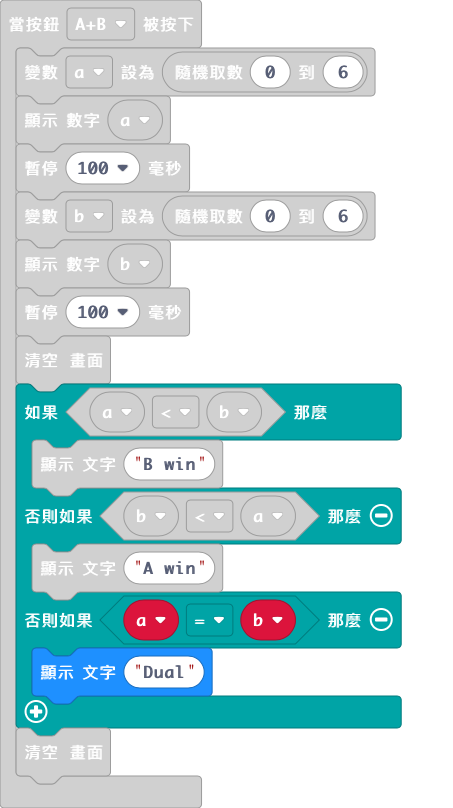 當按鈕 A+B 被按下
變數 a 設為 隨機取數 0 到 6
顯示 數字 a
暫停 100 毫秒
變數 b 設為 隨機取數 0 到 6
顯示 數字 b
暫停 100 毫秒
清空 畫面
如果 a < b 那麼
顯示 文字 "B win"
否則如果 b < a 那麼
顯示 文字 "A win"
否則如果 a = b 那麼
顯示 文字 "Dual"
清空 畫面